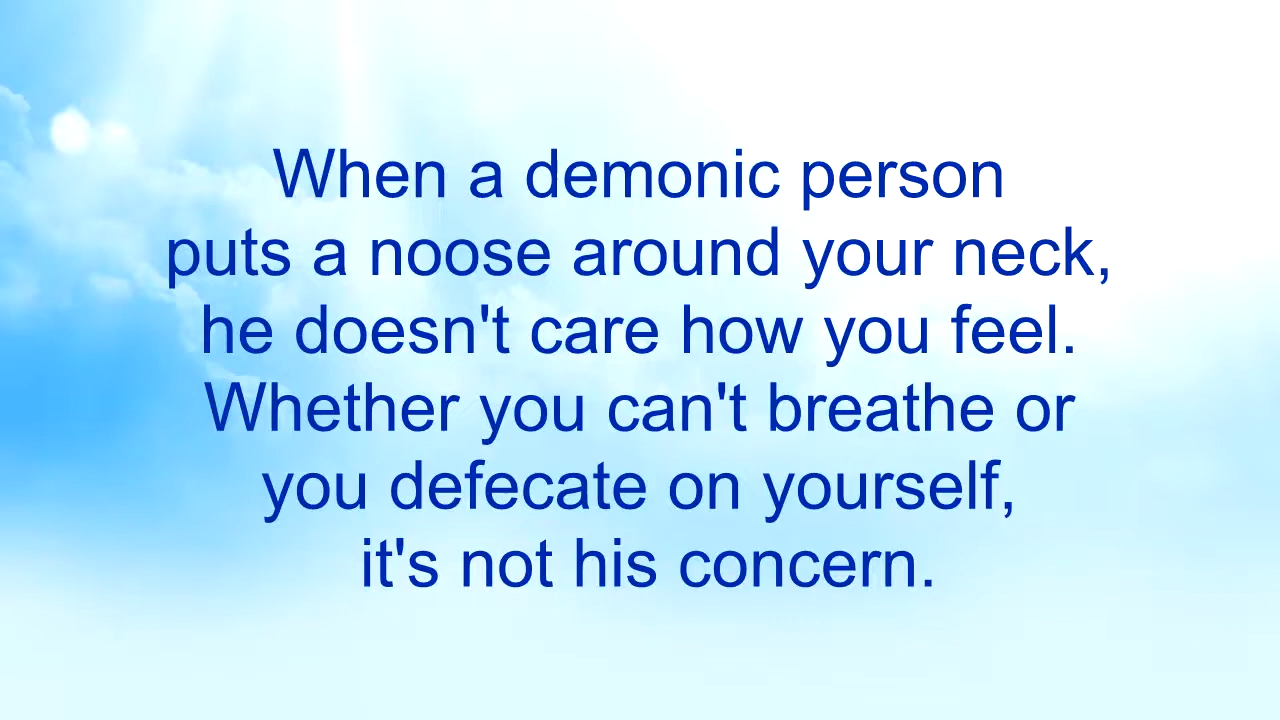 When a demonic person
puts a noose around your neck,
he doesn't care how you feel.
Whether you can't breathe or
you defecate on yourself,
it's not his concern.